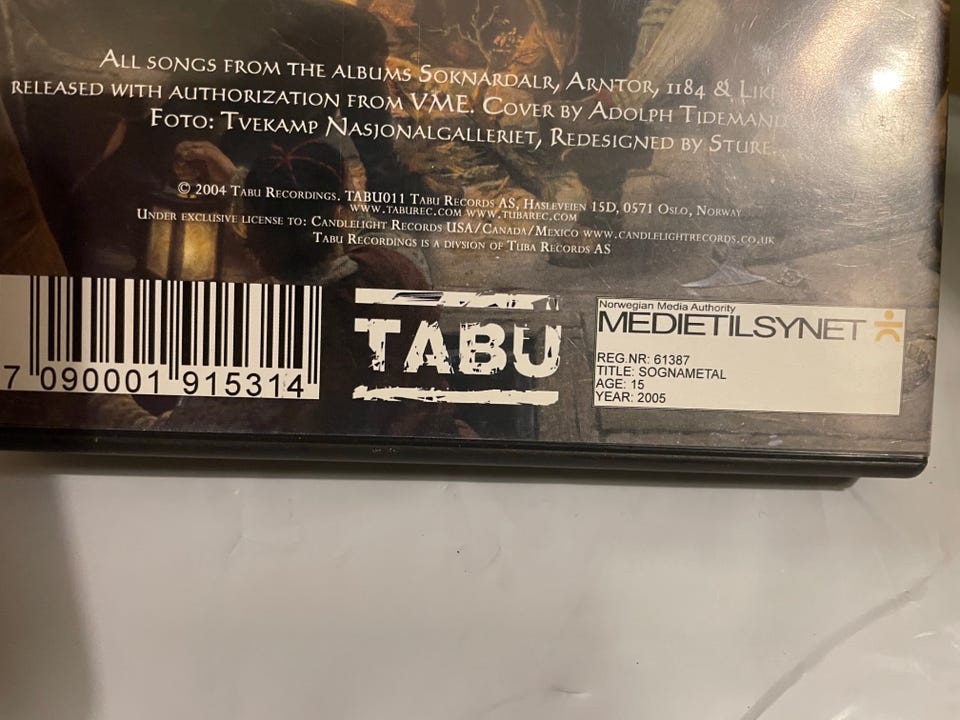 All songs from the albums Soknardalr, Arntor, 1184 &
released with authorization from VME. Cover by Adolph Tidemand
Foto: Tvekamp Nasjonalgalleriet, Redesigned by Sture.
© 2004 Tabu Recordings. TABU011 Tabu Records AS, Hasleveien 15D, 0571 Oslo, Norway
www.taburec.com www.tubarec.com
Under exclusive license to: Candlelight Records USA/Canada/Mexico www.candlelightrecords.co.uk
Tabu Recordings is a divsion of Tuba Records AS
7 090001 915314
TABU
Norwegian Media Authority
MEDIETILSYNET
REG.NR: 61387
TITLE: SOGNAMETAL
AGE: 15
YEAR: 2005